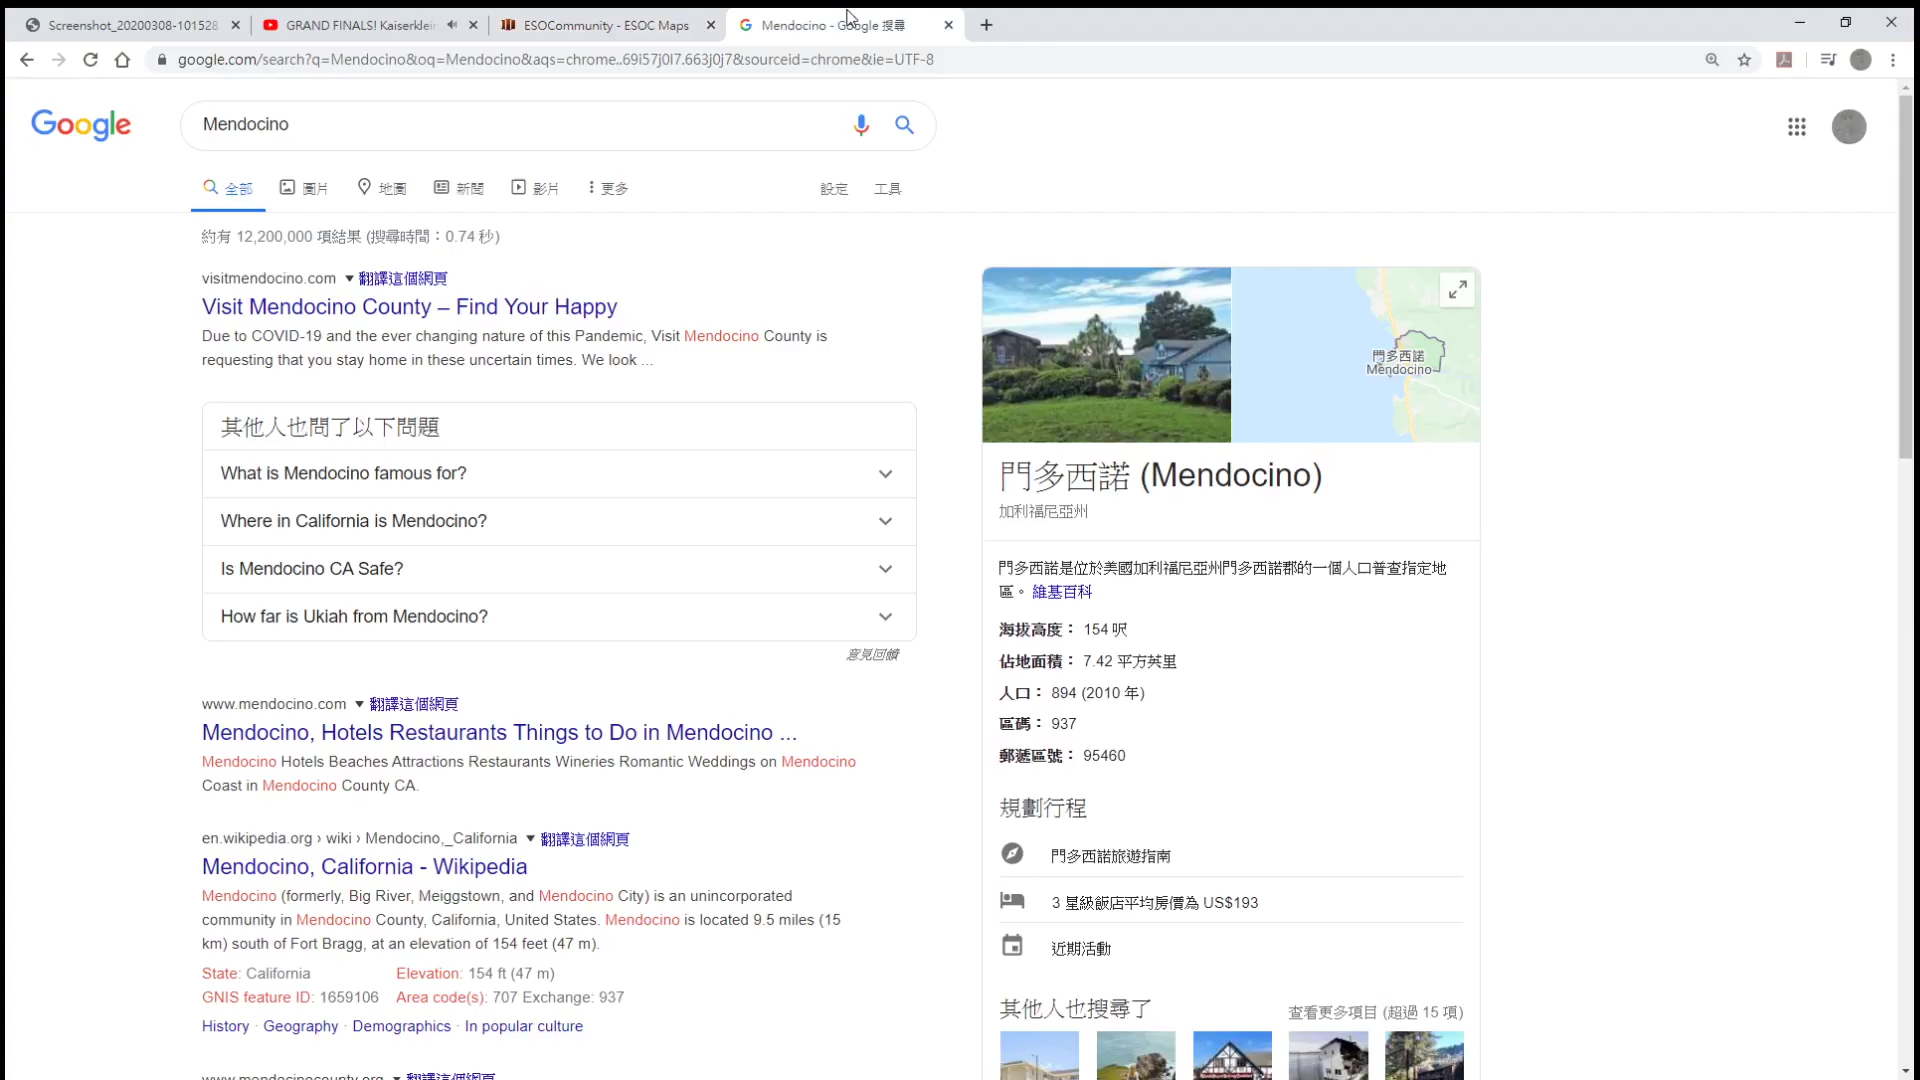 Screenshot_20200308-101528
GRAND FINALS! Kaiserklein
ESOCommunity - ESOC Maps
Mendocino - Google 搜尋
google.com/search?q=Mendocino&oq=Mendocino&aqs=chrome..69i57j0l7.663j0j7&sourceid=chrome&ie=UTF-8
Google
Mendocino
全部 圖片 地圖 新聞 影片 更多 設定 工具
約有 12,200,000 項結果 (搜尋時間：0.74 秒)
visitmendocino.com 翻譯這個網頁
Visit Mendocino County – Find Your Happy
Due to COVID-19 and the ever changing nature of this Pandemic, Visit Mendocino County is
requesting that you stay home in these uncertain times. We look ...
其他人也問了以下問題
What is Mendocino famous for?
Where in California is Mendocino?
Is Mendocino CA Safe?
How far is Ukiah from Mendocino?
意見回饋
www.mendocino.com 翻譯這個網頁
Mendocino, Hotels Restaurants Things to Do in Mendocino ...
Mendocino Hotels Beaches Attractions Restaurants Wineries Romantic Weddings on Mendocino
Coast in Mendocino County CA.
en.wikipedia.org › wiki › Mendocino,_California 翻譯這個網頁
Mendocino, California - Wikipedia
Mendocino (formerly, Big River, Meiggstown, and Mendocino City) is an unincorporated
community in Mendocino County, California, United States. Mendocino is located 9.5 miles (15
km) south of Fort Bragg, at an elevation of 154 feet (47 m).
State: California Elevation: 154 ft (47 m)
GNIS feature ID: 1659106 Area code(s): 707 Exchange: 937
History · Geography · Demographics · In popular culture
www.mendocinocounty.org 翻譯這個網頁
門多西諾
Mendocino
門多西諾 (Mendocino)
加利福尼亞州
門多西諾是位於美國加利福尼亞州門多西諾郡的一個人口普查指定地
區。 維基百科
海拔高度： 154 呎
佔地面積： 7.42 平方英里
人口： 894 (2010 年)
區碼： 937
郵遞區號： 95460
規劃行程
門多西諾旅遊指南
3 星級飯店平均房價為 US$193
近期活動
其他人也搜尋了 查看更多項目 (超過 15 項)